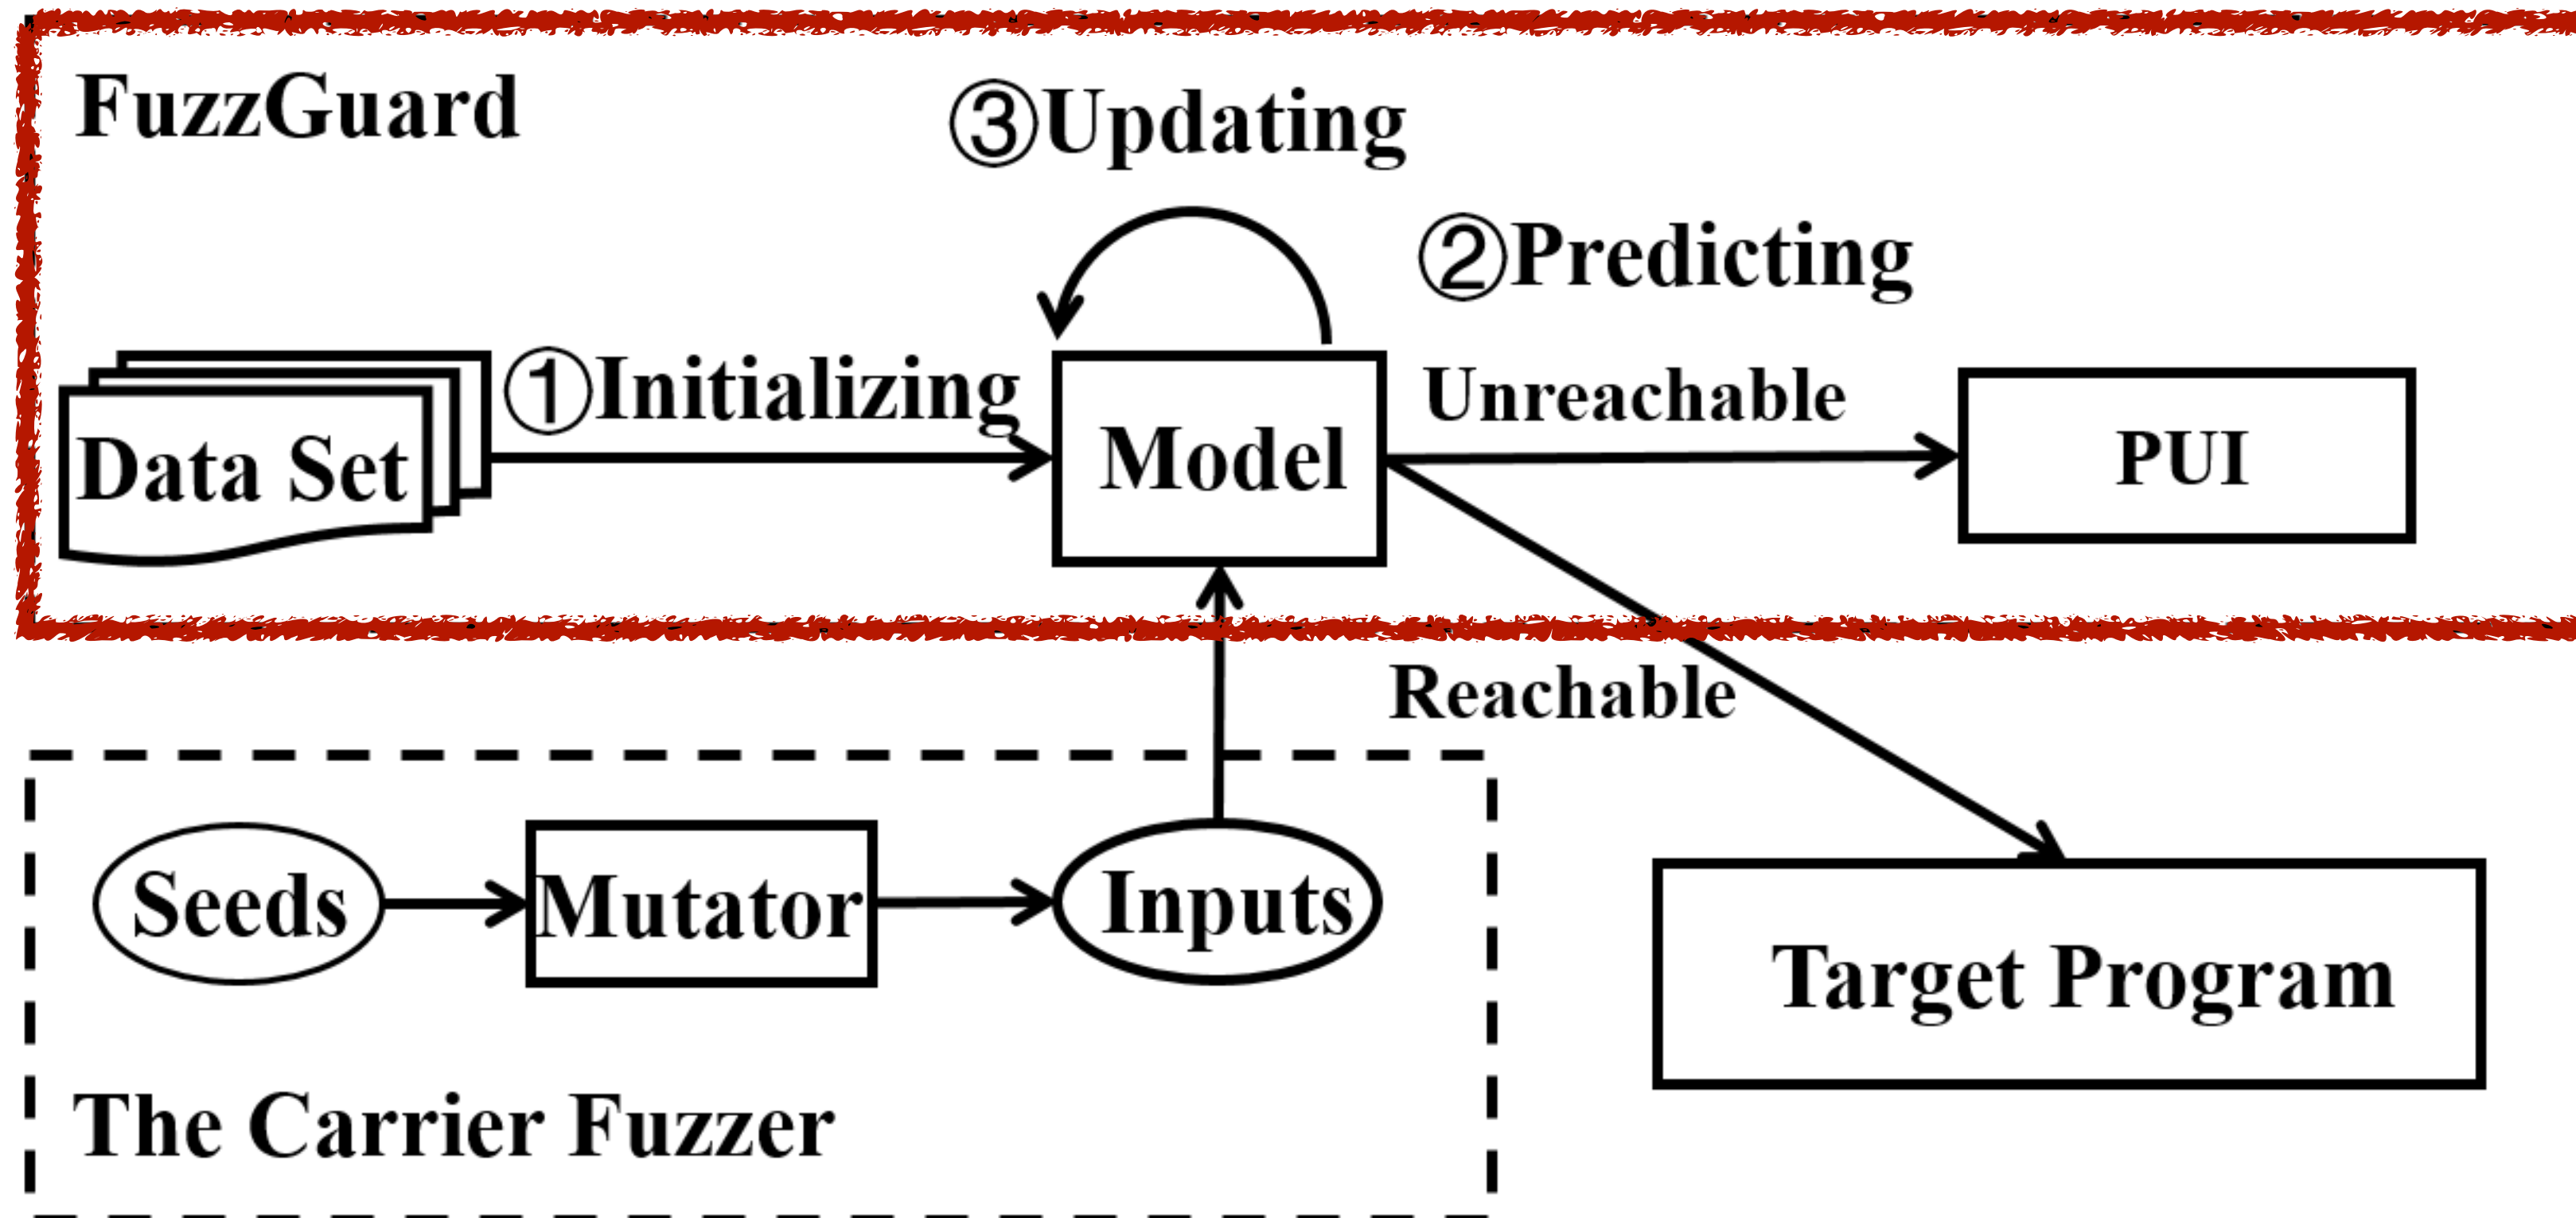 FuzzGuard
③Updating
②Predicting
①Initializing
Unreachable
Data Set
Model
PUI
Reachable
Seeds
Mutator
Inputs
Target Program
The Carrier Fuzzer